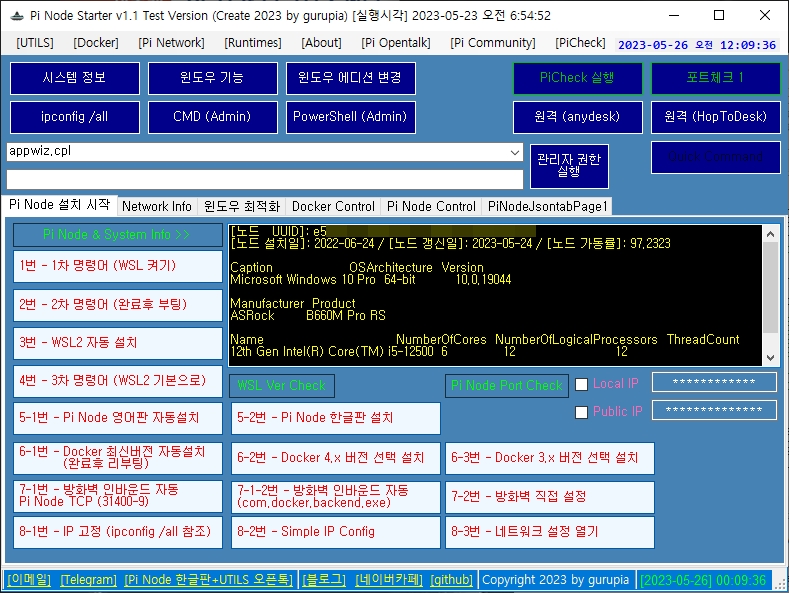 Pi Node Starter v1.1 Test Version (Create 2023 by gurupia) [실행시각] 2023-05-23 오전 6:54:52
[UTILS] [Docker] [Pi Network] [Runtimes] [About] [Pi Opentalk] [Pi Community] [PiCheck] 2023-05-26 오전 12:09:36
시스템 정보 윈도우 기능 윈도우 에디션 변경 PiCheck 실행 포트체크 1
ipconfig /all CMD (Admin) PowerShell (Admin) 원격 (anydesk) 원격 (HopToDesk)
appwiz.cpl
관리자 권한
실행
Quick Command
Pi Node 설치 시작 Network Info 윈도우 최적화 Docker Control Pi Node Control PiNodeJsontabPage1
Pi Node & System Info >>
[노드 UUID]: e5
[노드 설치일]: 2022-06-24 / [노드 갱신일]: 2023-05-24 / [노드 가동률]: 97.2323
Caption OSArchitecture Version
Microsoft Windows 10 Pro 64-bit 10.0.19044
Manufacturer Product
ASRock B660M Pro RS
Name NumberOfCores NumberOfLogicalProcessors ThreadCount
12th Gen Intel(R) Core(TM) i5-12500 6 12 12
1번 - 1차 명령어 (WSL 켜기)
2번 - 2차 명령어 (완료후 부팅)
3번 - WSL2 자동 설치
4번 - 3차 명령어 (WSL2 기본으로)
WSL Ver Check Pi Node Port Check Local IP ************
Public IP **************
5-1번 - Pi Node 영어판 자동설치 5-2번 - Pi Node 한글판 설치
6-1번 - Docker 최신버전 자동설치
(완료후 리부팅)
6-2번 - Docker 4.x 버전 선택 설치 6-3번 - Docker 3.x 버전 선택 설치
7-1번 - 방화벽 인바운드 자동
Pi Node TCP (31400-9)
7-1-2번 - 방화벽 인바운드 자동
(com.docker.backend.exe)
7-2번 - 방화벽 직접 설정
8-1번 - IP 고정 (ipconfig /all 참조) 8-2번 - Simple IP Config 8-3번 - 네트워크 설정 열기
[이메일] [Telegram] [Pi Node 한글판+UTILS 오픈톡] [블로그] [네이버카페] [github] Copyright 2023 by gurupia [2023-05-26] 00:09:36